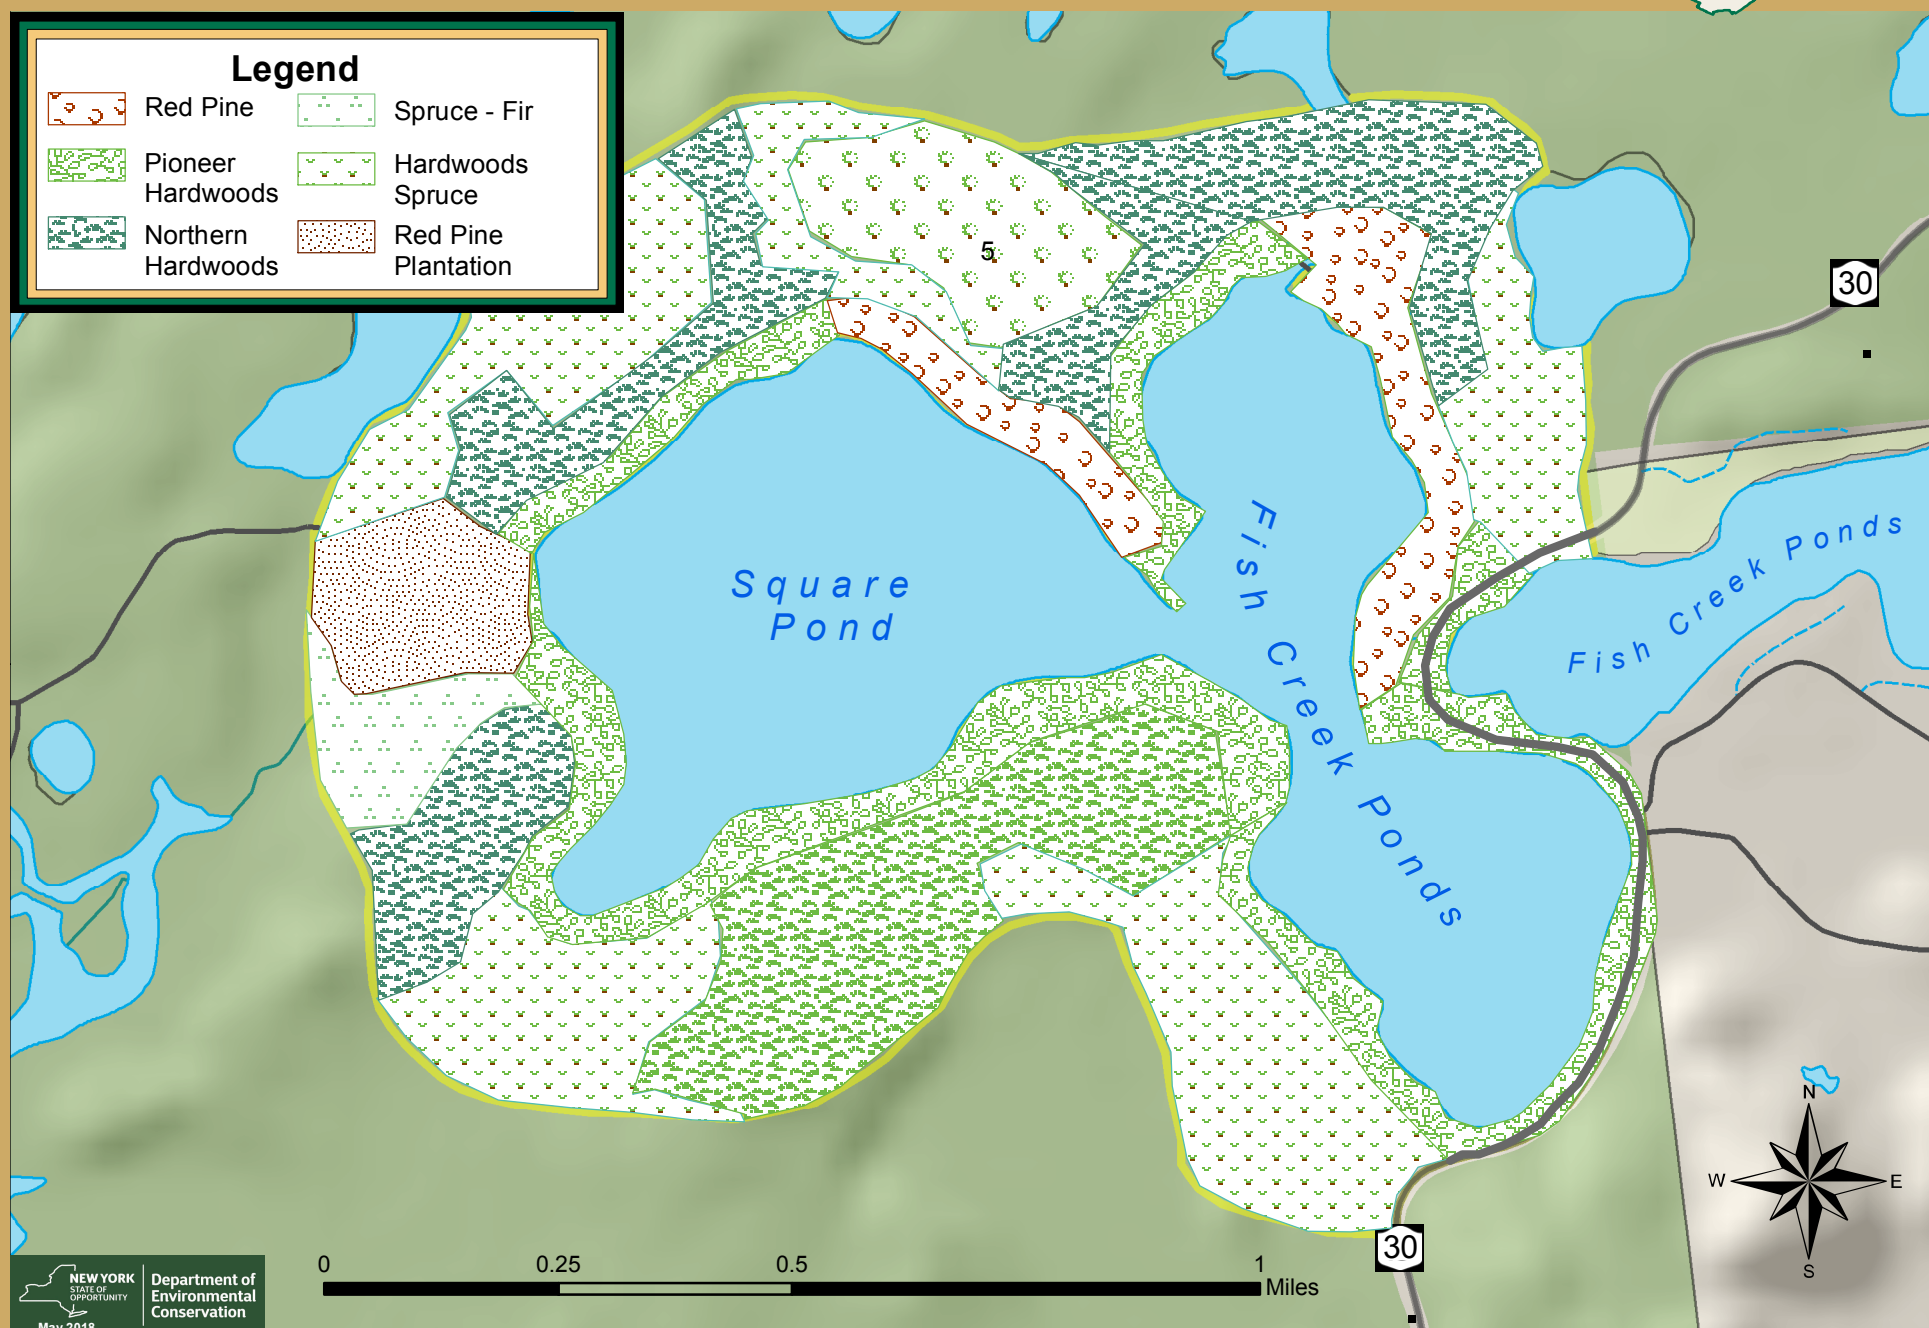 Legend
Red Pine
Spruce - Fir
Pioneer
Hardwoods
Hardwoods
Spruce
Northern
Hardwoods
Red Pine
Plantation
5
30
Square
Pond
Fish Creek Ponds
Fish Creek Ponds
30
0 0.25 0.5 1
Miles
N
W E
S
NEW YORK
STATE OF
OPPORTUNITY
Department of
Environmental
Conservation
May 2018